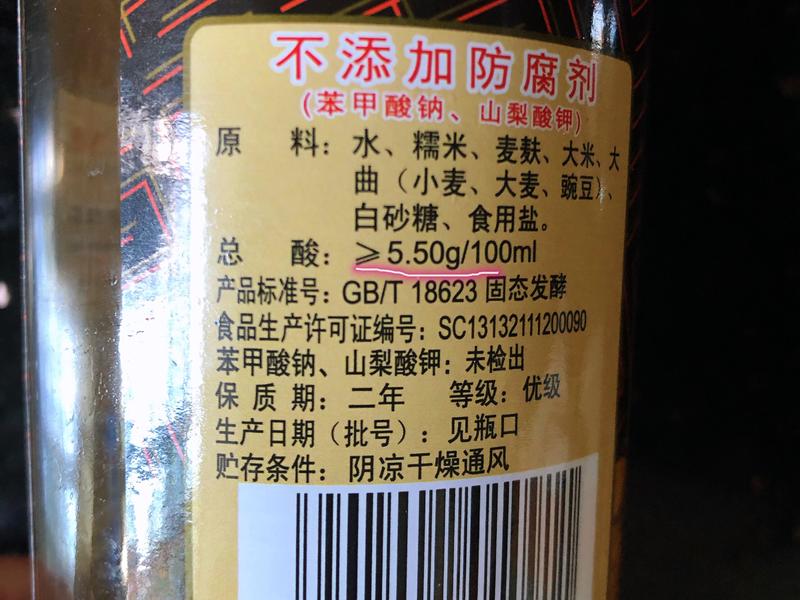 不添加防腐剂
(苯甲酸钠、山梨酸钾)
原 料：水、糯米、麦麸、大米、大
曲（小麦、大麦、豌豆）、
白砂糖、食用盐。
总 酸：≥5.50g/100ml
产品标准号：GB/T 18623 固态发酵
食品生产许可证编号：SC13132111200090
苯甲酸钠、山梨酸钾：未检出
保 质 期：二年 等级：优级
生产日期（批号）：见瓶口
贮存条件：阴凉干燥通风